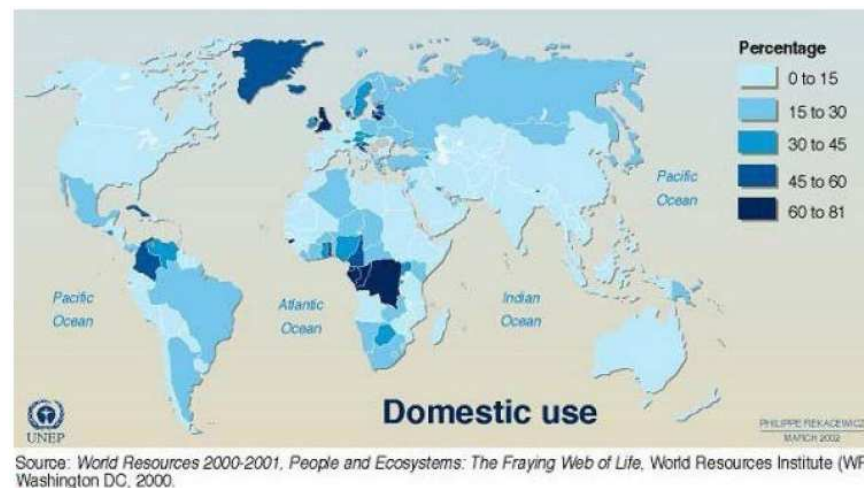 Percentage
0 to 15
15 to 30
30 to 45
45 to 60
60 to 81
Pacific
Ocean
Pacific
Ocean
Atlantic
Ocean
Indian
Ocean
Domestic use
UNEP
PHILIPPE REKACEWICZ
MARCH 2002
Source: World Resources 2000-2001, People and Ecosystems: The Fraying Web of Life, World Resources Institute (WR
Washington DC, 2000.